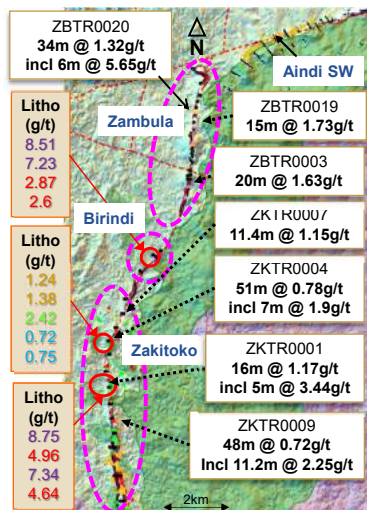 ZBTR0020
34m @ 1.32g/t
incl 6m @ 5.65g/t
N
Aindi SW
Zambula
ZBTR0019
15m @ 1.73g/t
Litho
(g/t)
8.51
7.23
2.87
2.6
ZBTR0003
20m @ 1.63g/t
Birindi
ZKTR0007
11.4m @ 1.15g/t
Litho
(g/t)
1.24
1.38
2.42
0.72
0.75
ZKTR0004
51m @ 0.78g/t
incl 7m @ 1.9g/t
Zakitoko
ZKTR0001
16m @ 1.17g/t
incl 5m @ 3.44g/t
Litho
(g/t)
8.75
4.96
7.34
4.64
ZKTR0009
48m @ 0.72g/t
Incl 11.2m @ 2.25g/t
2km